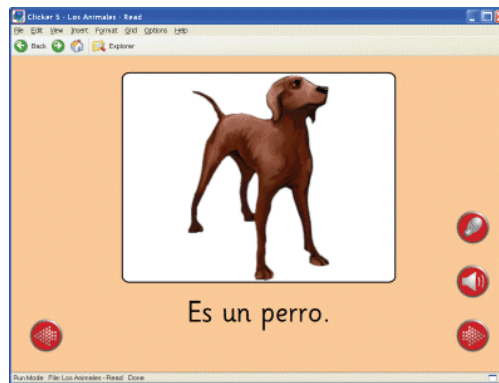 Clicker 5 - Los Animales - Read
File Edit View Insert Format Grid Options Help
Back Explorer
Es un perro.
Run Mode File: Los Animales - Read Done